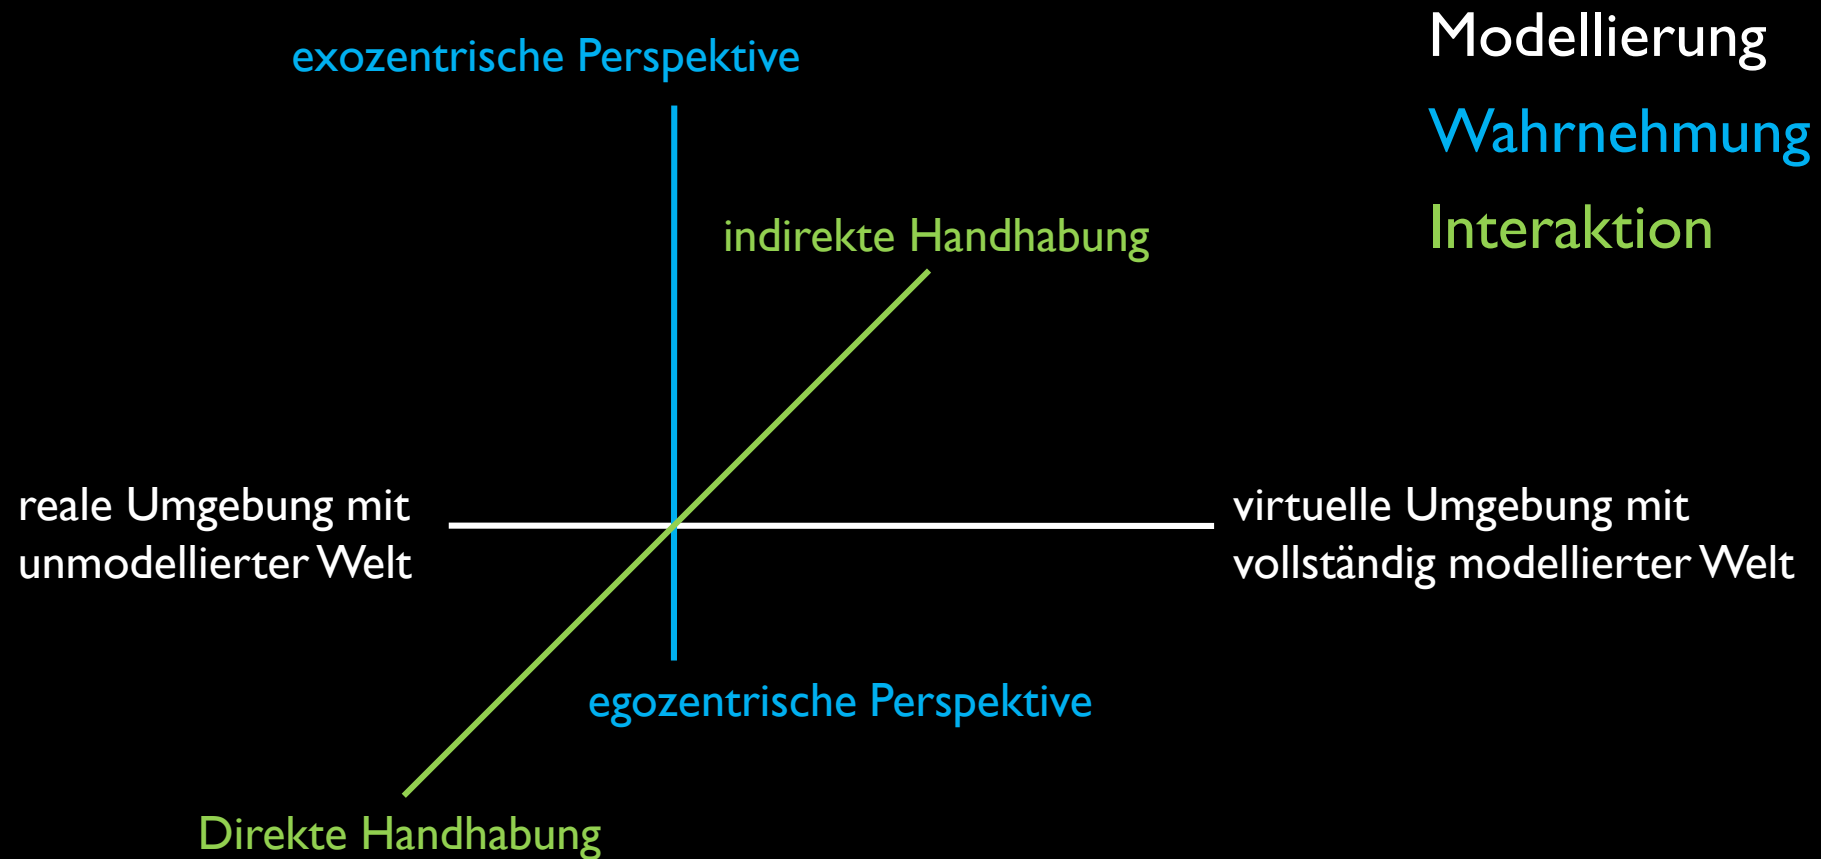 exozentrische Perspektive
Modellierung
Wahrnehmung
Interaktion
indirekte Handhabung
reale Umgebung mit
unmodellierter Welt
virtuelle Umgebung mit
vollständig modellierter Welt
egozentrische Perspektive
Direkte Handhabung